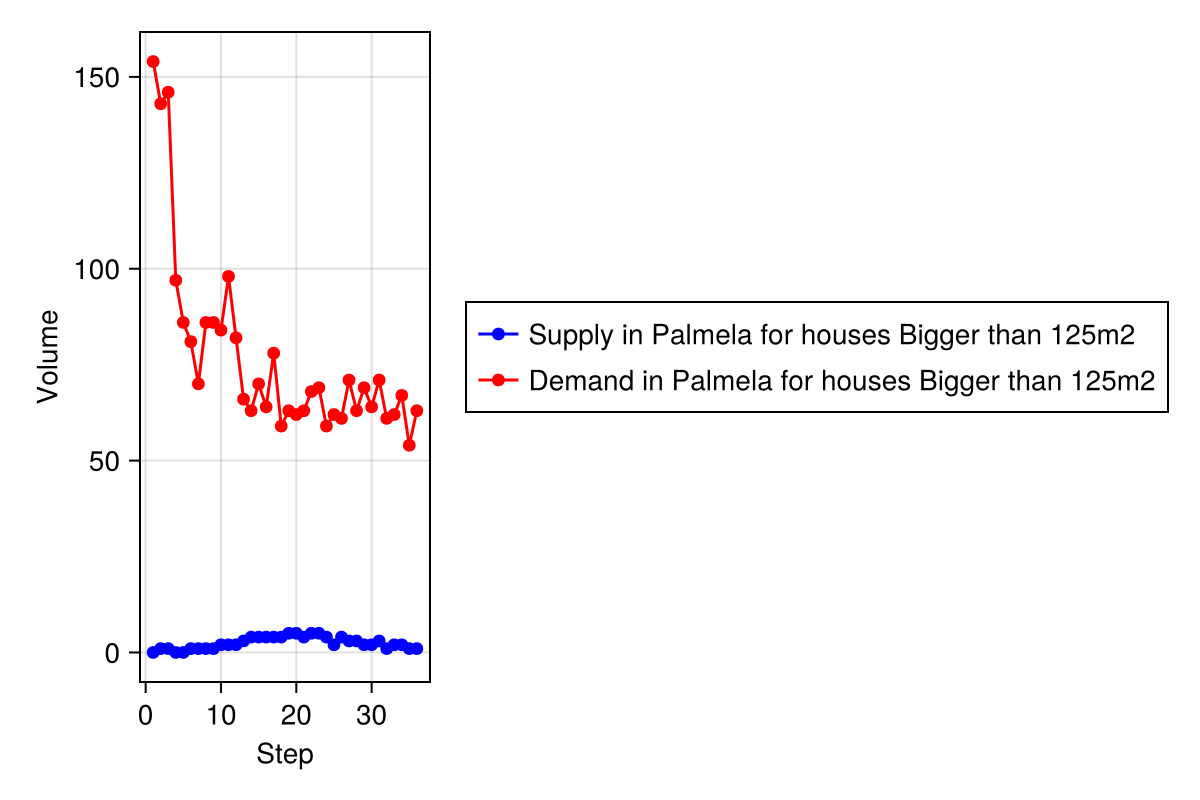 150
100
50
0
Volume
0 10 20 30
Step
Supply in Palmela for houses Bigger than 125m2
Demand in Palmela for houses Bigger than 125m2